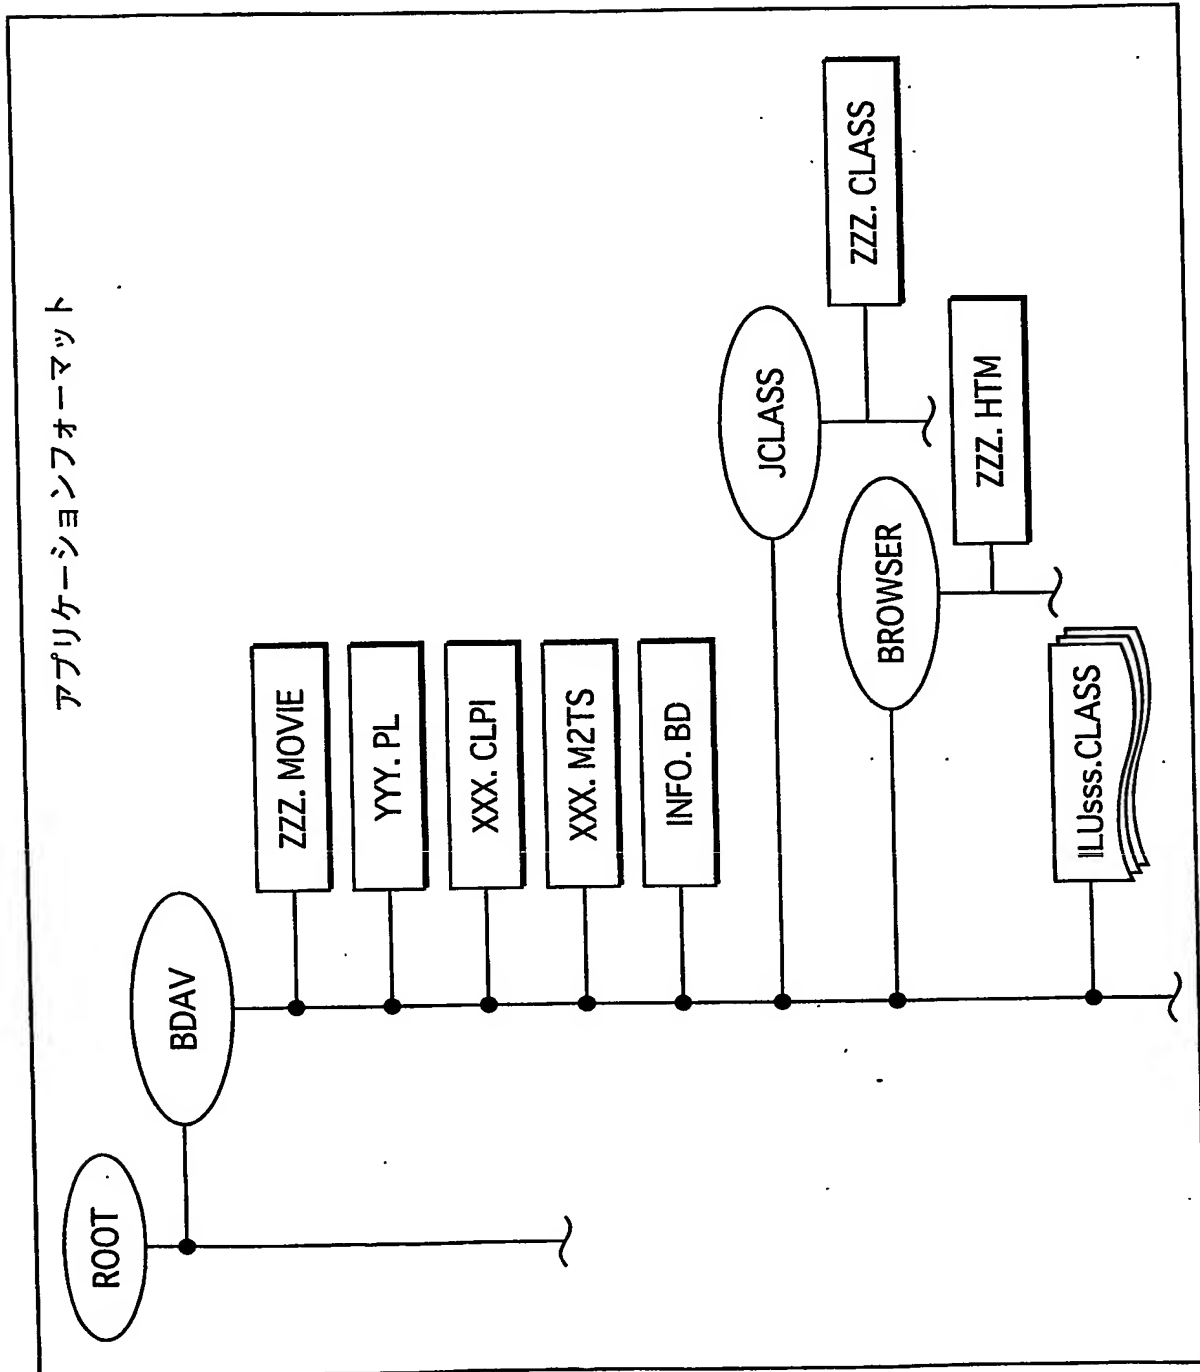 アプリケーションフォーマット
ROOT
BDAV
ZZZ. MOVIE
YYY. PL
XXX. CLPI
XXX. M2TS
INFO. BD
JCLASS
ZZZ. CLASS
BROWSER
ZZZ. HTM
ILUsss.CLASS